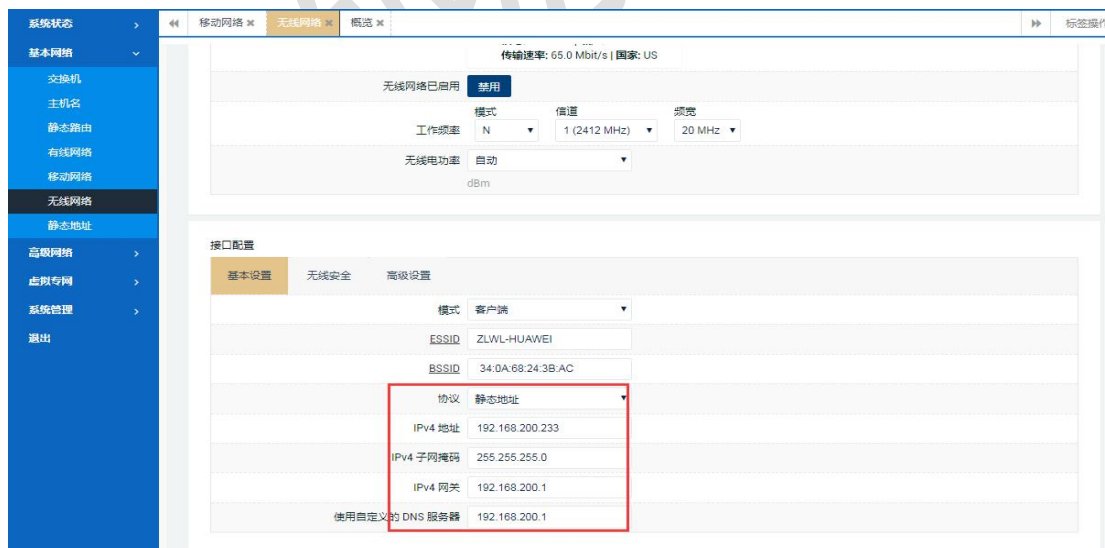 系统状态
基本网络
交换机
主机名
静态路由
有线网络
移动网络
无线网络
静态地址
高级网络
虚拟专网
系统管理
退出
移动网络 无线网络 概览 标签操作
传输速率: 65.0 Mbit/s | 国家: US
无线网络已启用 禁用
模式 信道 频宽
工作频率 N 1 (2412 MHz) 20 MHz
无线电功率 自动
dBm
接口配置
基本设置 无线安全 高级设置
模式 客户端
ESSID ZLWL-HUAWEI
BSSID 34:0A:68:24:3B:AC
协议 静态地址
IPv4 地址 192.168.200.233
IPv4 子网掩码 255.255.255.0
IPv4 网关 192.168.200.1
使用自定义的 DNS 服务器 192.168.200.1